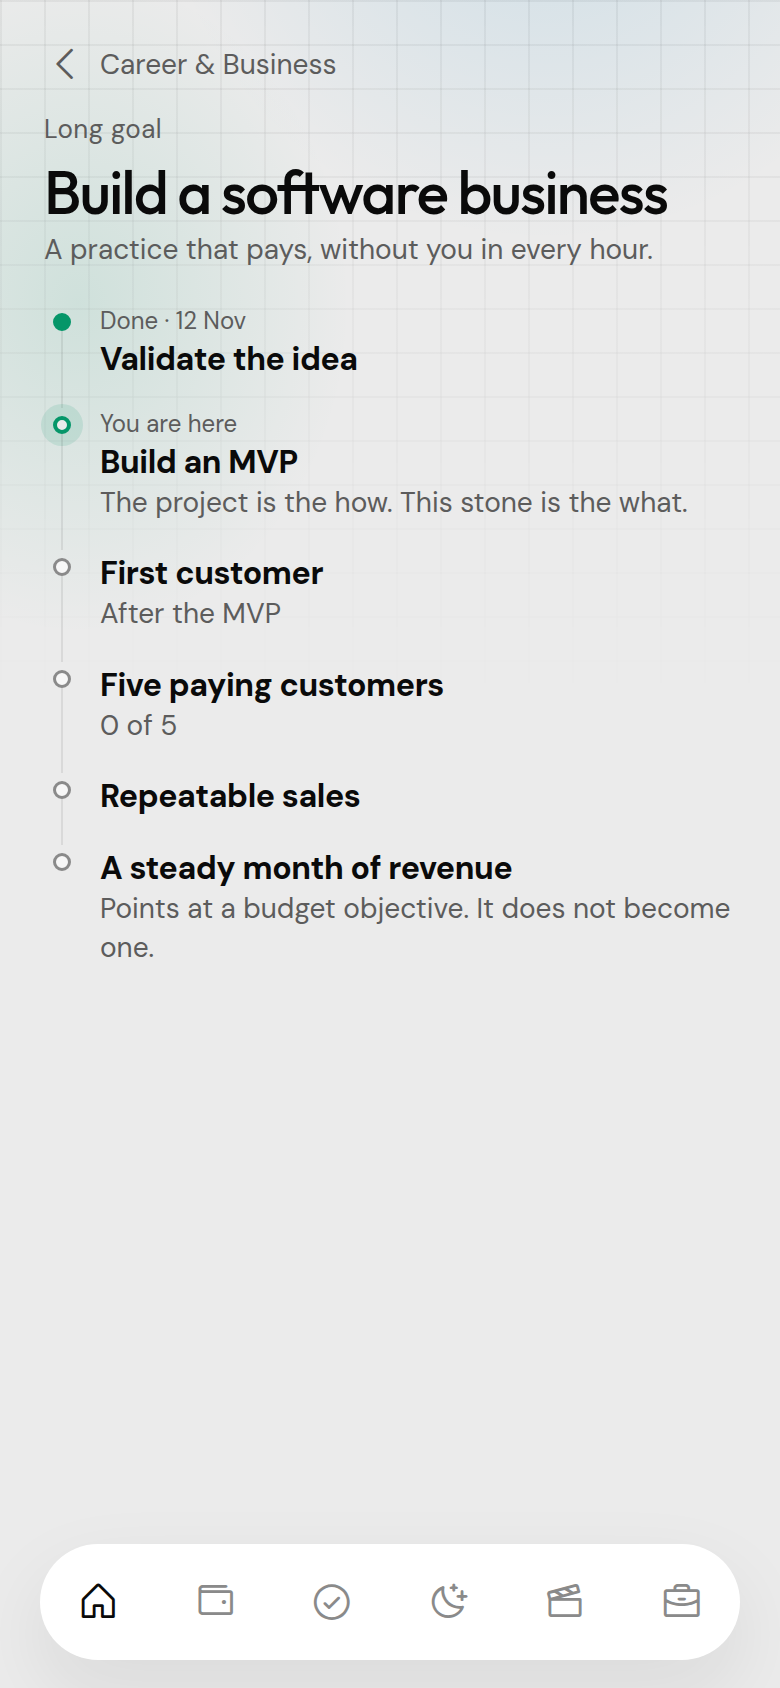 Career & Business
Long goal
Build a software business
A practice that pays, without you in every hour.
Done · 12 Nov
Validate the idea
You are here
Build an MVP
The project is the how. This stone is the what.
First customer
After the MVP
Five paying customers
0 of 5
Repeatable sales
A steady month of revenue
Points at a budget objective. It does not become
one.